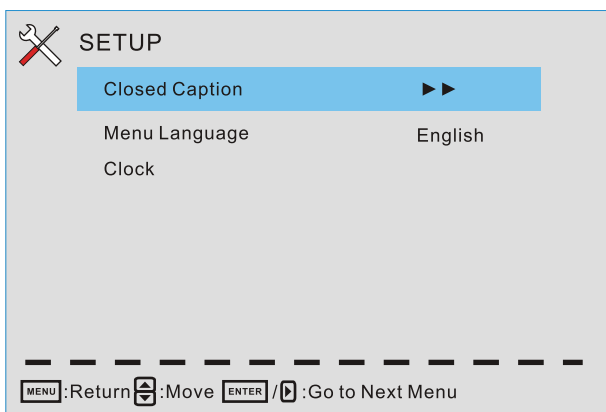 SETUP
Closed Caption ►►
Menu Language English
Clock
MENU :Return :Move ENTER / :Go to Next Menu